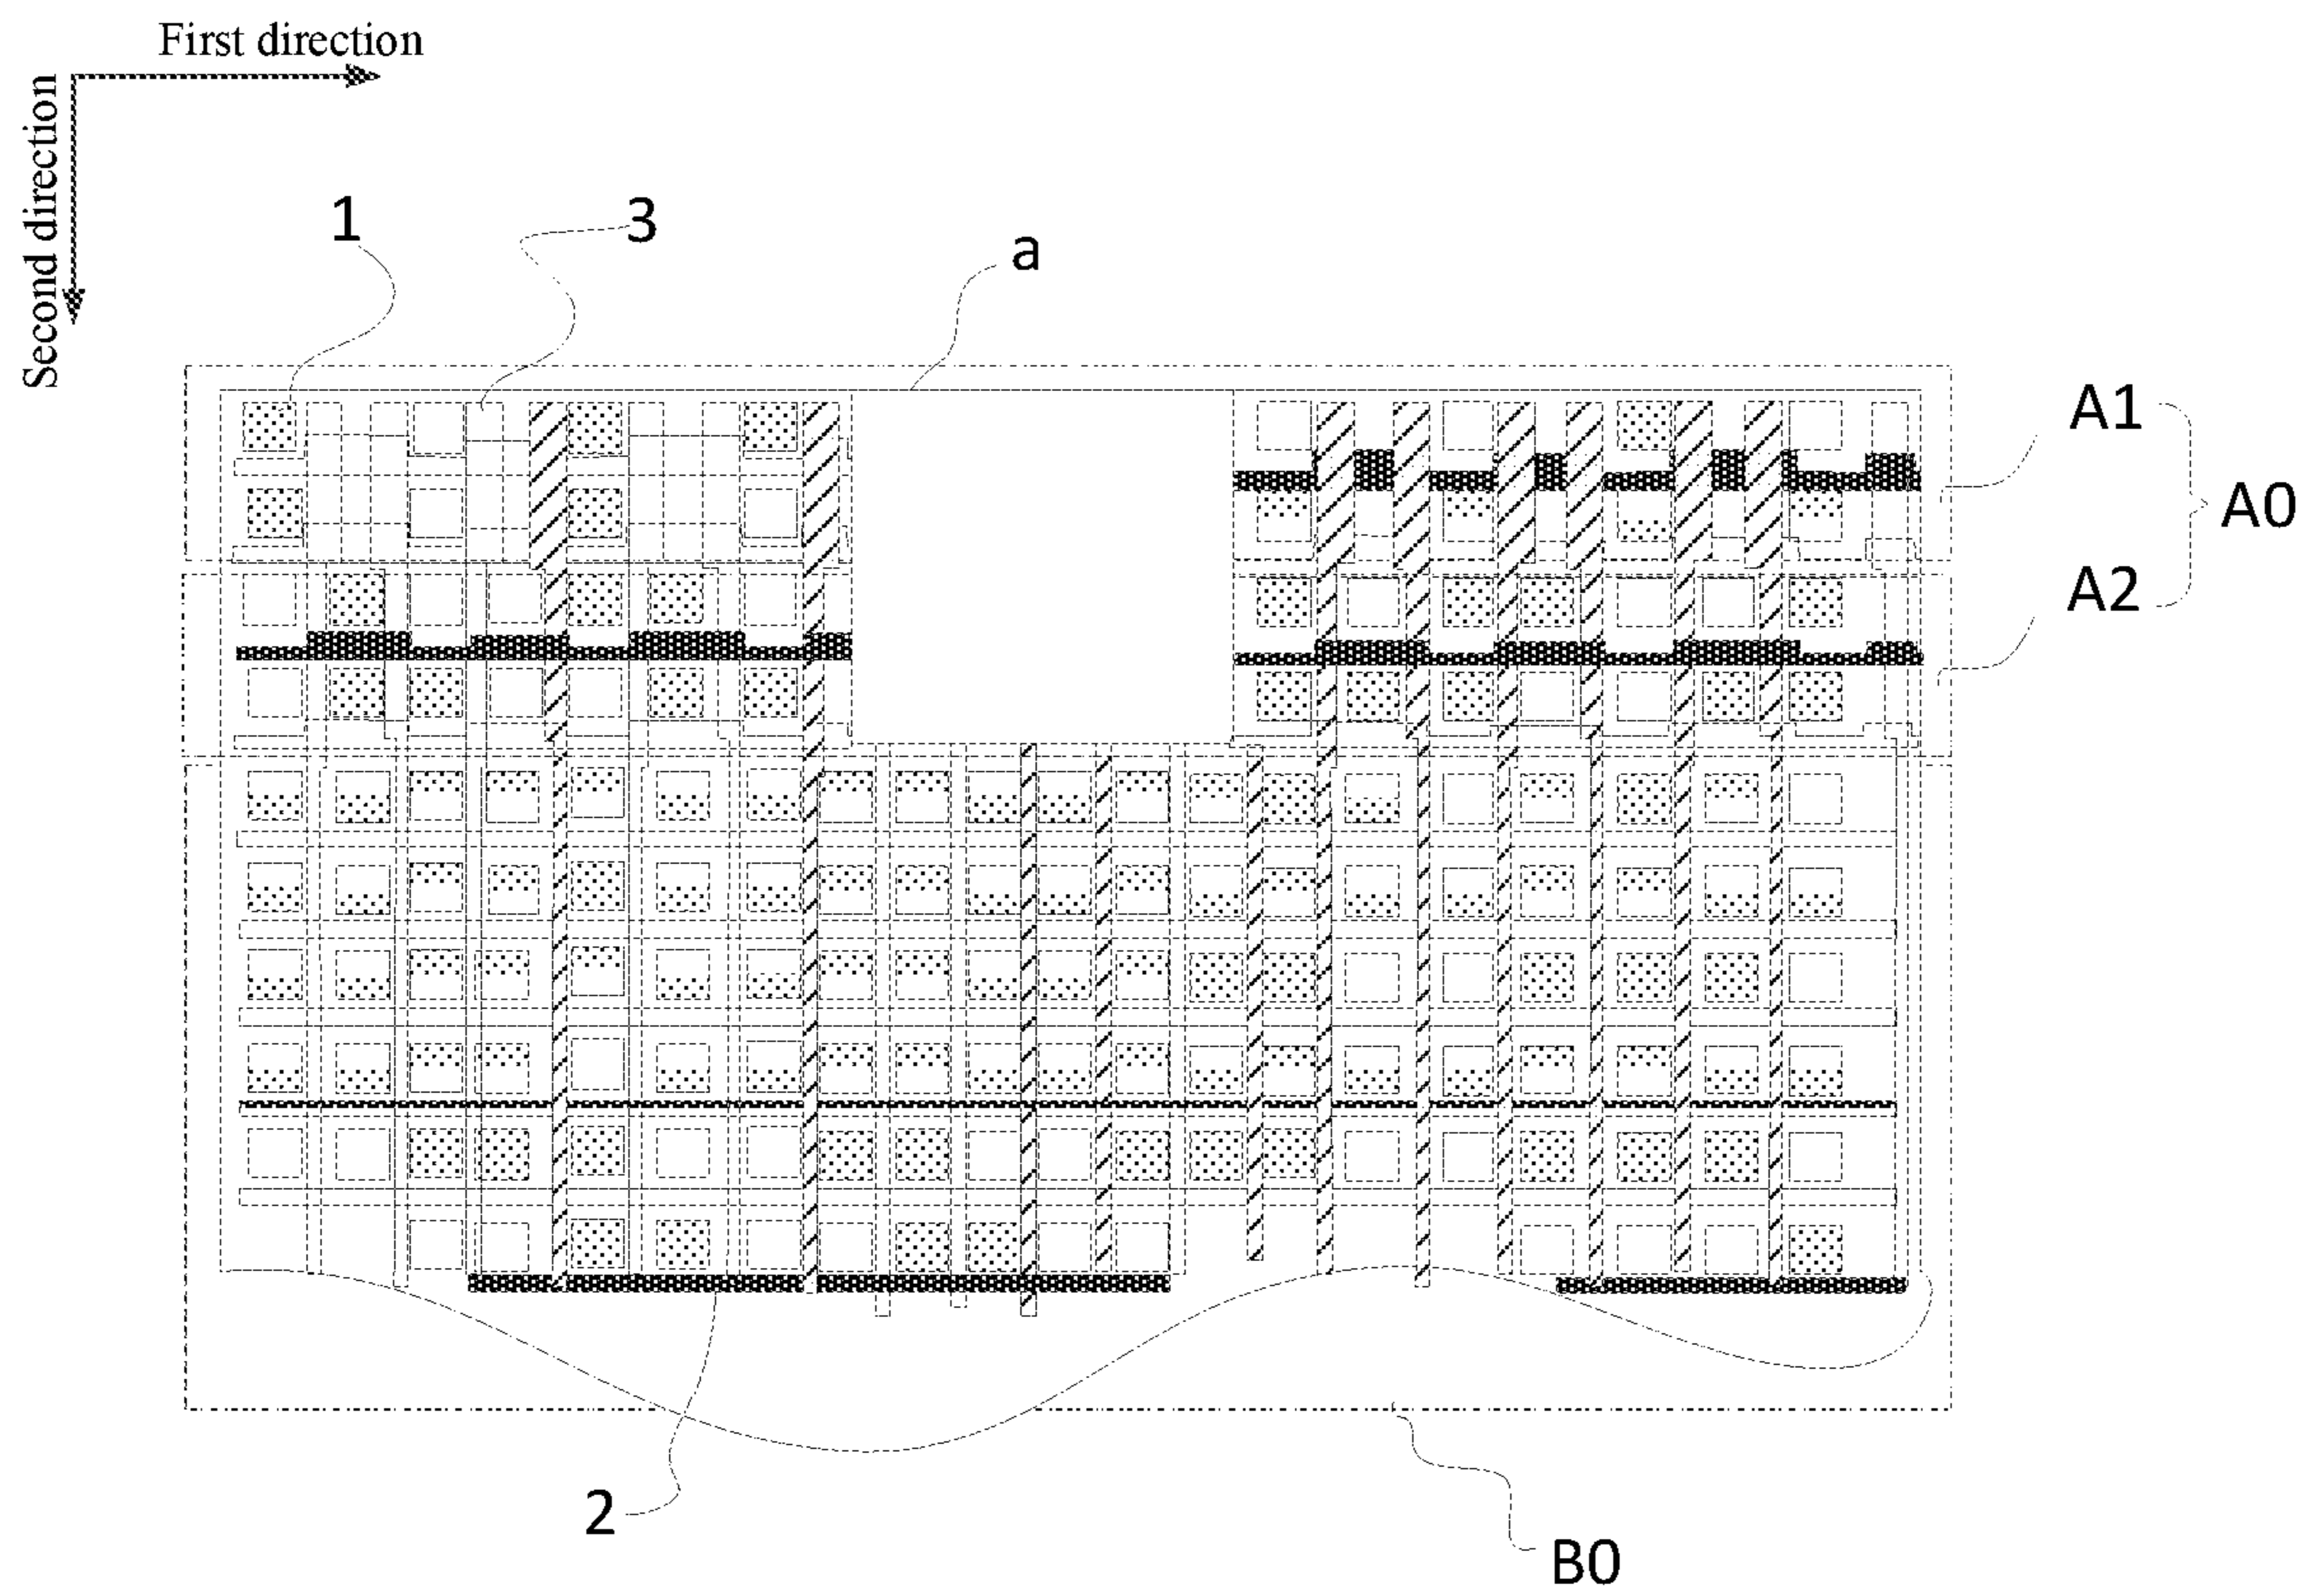 First direction
Second direction
1
3
a
A1
A0
A2
2
B0